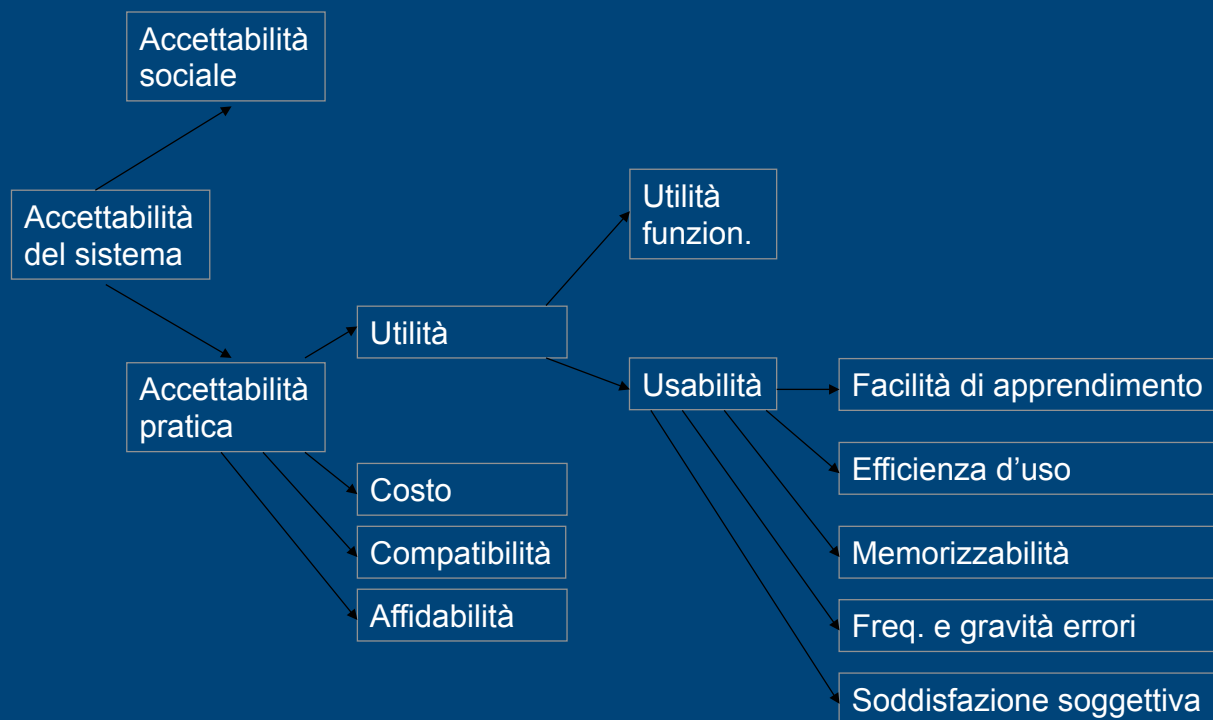 Accettabilità
sociale
Accettabilità
del sistema
Utilità
funzion.
Utilità
Accettabilità
pratica
Usabilità
Facilità di apprendimento
Costo
Efficienza d’uso
Compatibilità
Memorizzabilità
Affidabilità
Freq. e gravità errori
Soddisfazione soggettiva